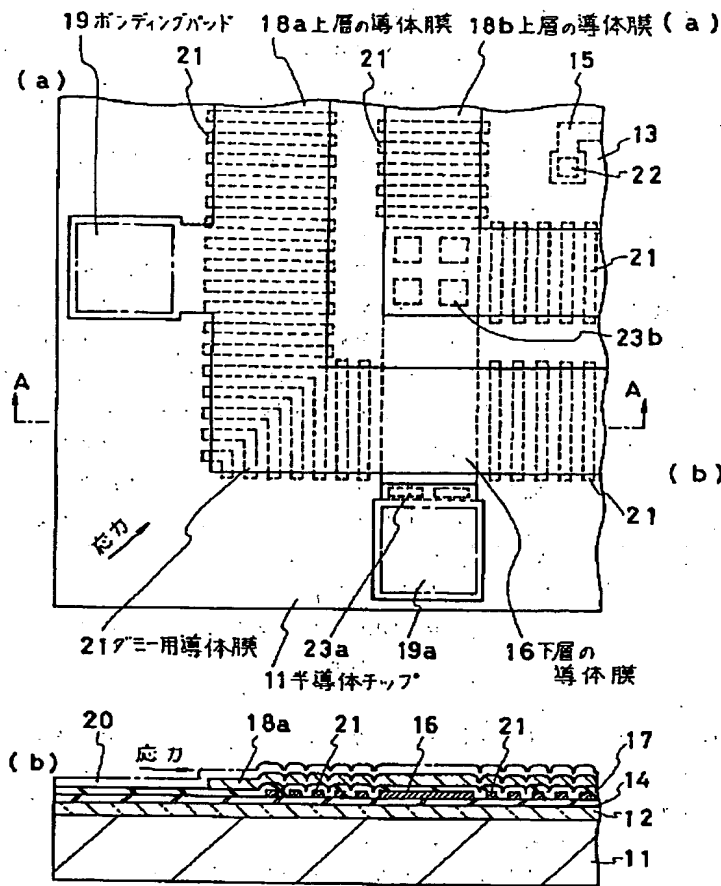 19ボンディングパッド
18a上層の導体膜
18b上層の導体膜
(a)
(a)
21
21
15
13
22
21
23b
A
A
(b)
21
応力
21ダミー用導体膜
23a
19a
16下層の
導体膜
11半導体チップ
(b)
20
応力
18a
21
16
21
17
14
12
11